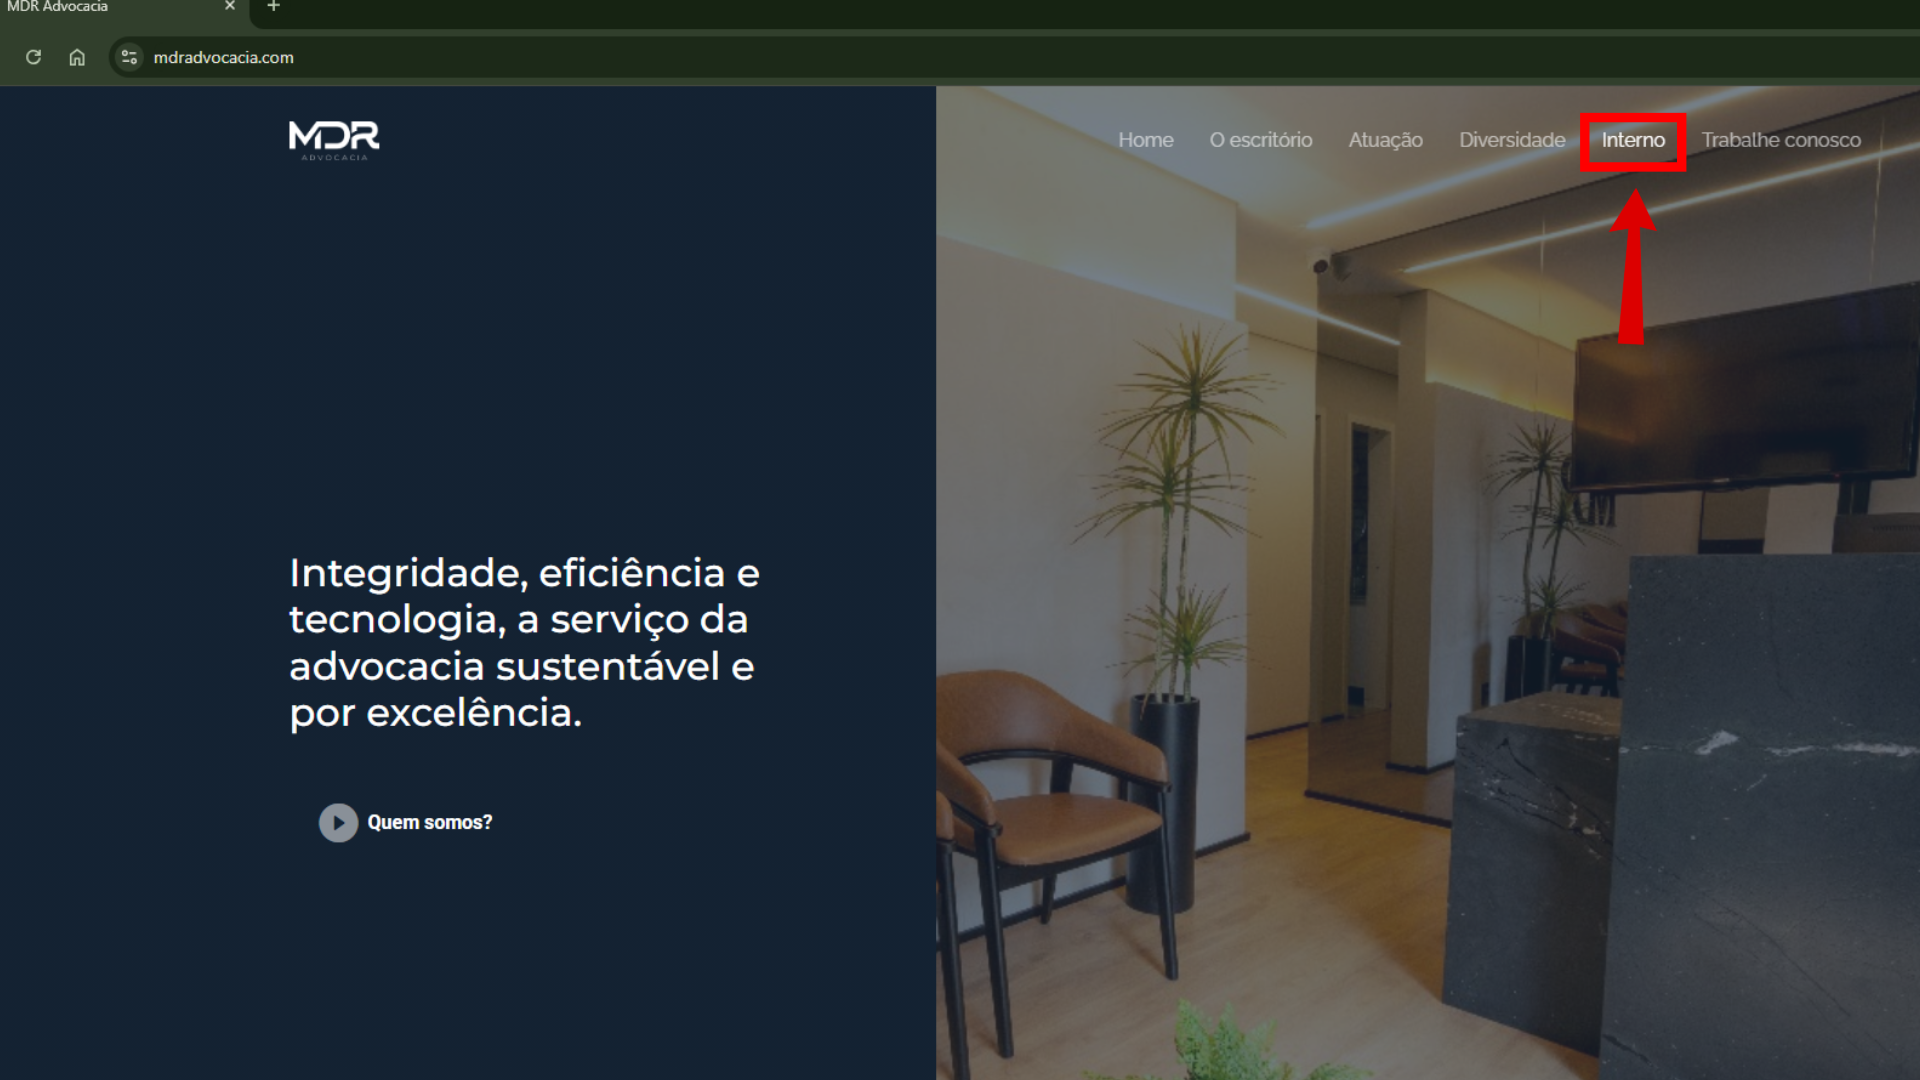 MDR Advocacia
mdradvocacia.com
MDR
ADVOCACIA
Home O escritório Atuação Diversidade Interno Trabalhe conosco
Integridade, eficiência e
tecnologia, a serviço da
advocacia sustentável e
por excelência.
Quem somos?